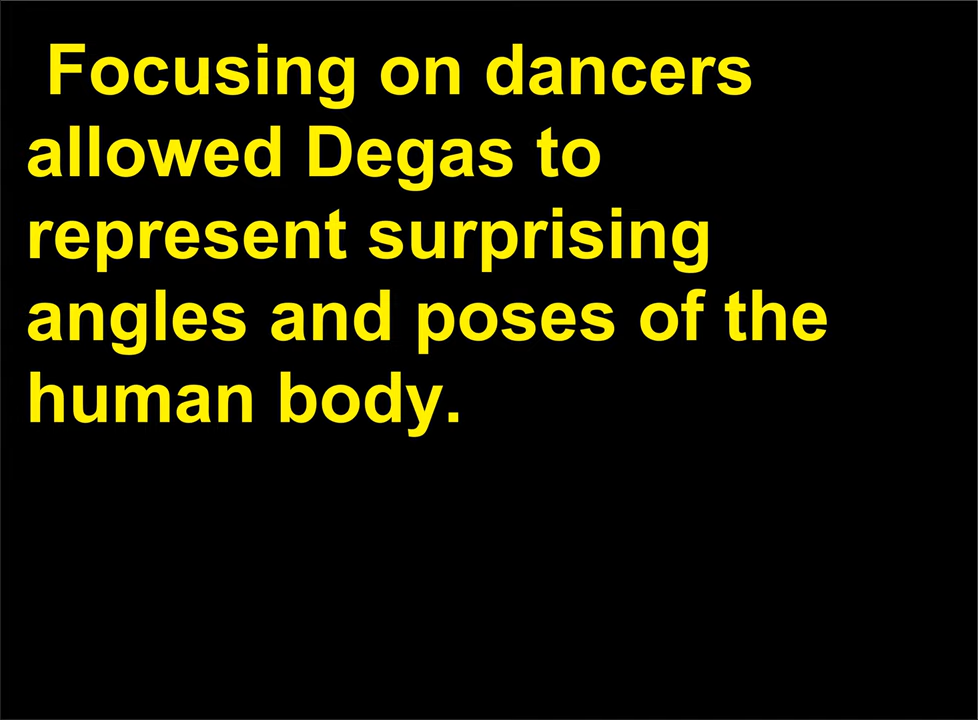 Focusing on dancers
allowed Degas to
represent surprising
angles and poses of the
human body.